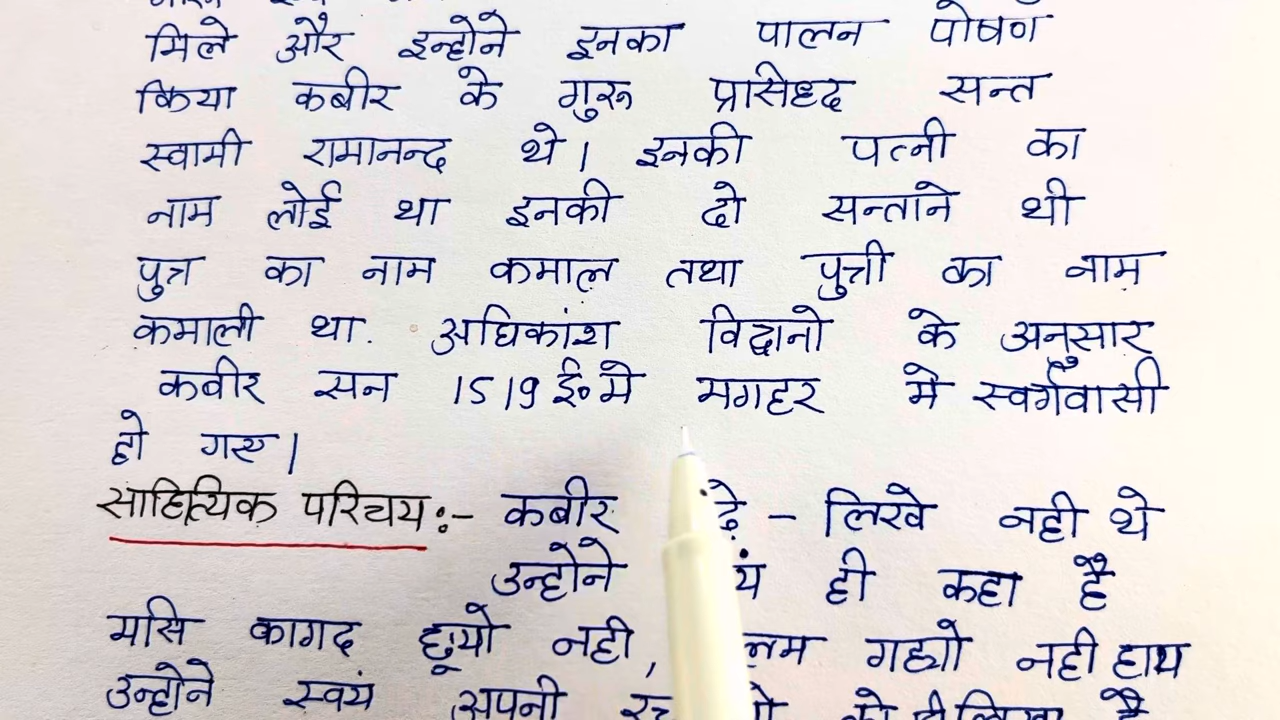 मिले और इन्होने इनका पालन पोषण
किया कबीर के गुरू प्रासिध्द सन्त
स्वामी रामानन्द थे। इनकी पत्नी का
नाम लोई था इनकी दो सन्ताने थी
पुत्र का नाम कमाल तथा पुत्री का नाम
कमाली था. अधिकांश विद्वानो के अनुसार
कबीर सन 1519 ई॰ मे मगहर मे स्वर्गवासी
हो गए।
साहित्यिक परिचय:- कबीर ढ़े - लिखे नही थे
उन्होने यं ही कहा है
मसि कागद छूयो नही, लम गह्यो नही हाथ
उन्होने स्वयं अपनी